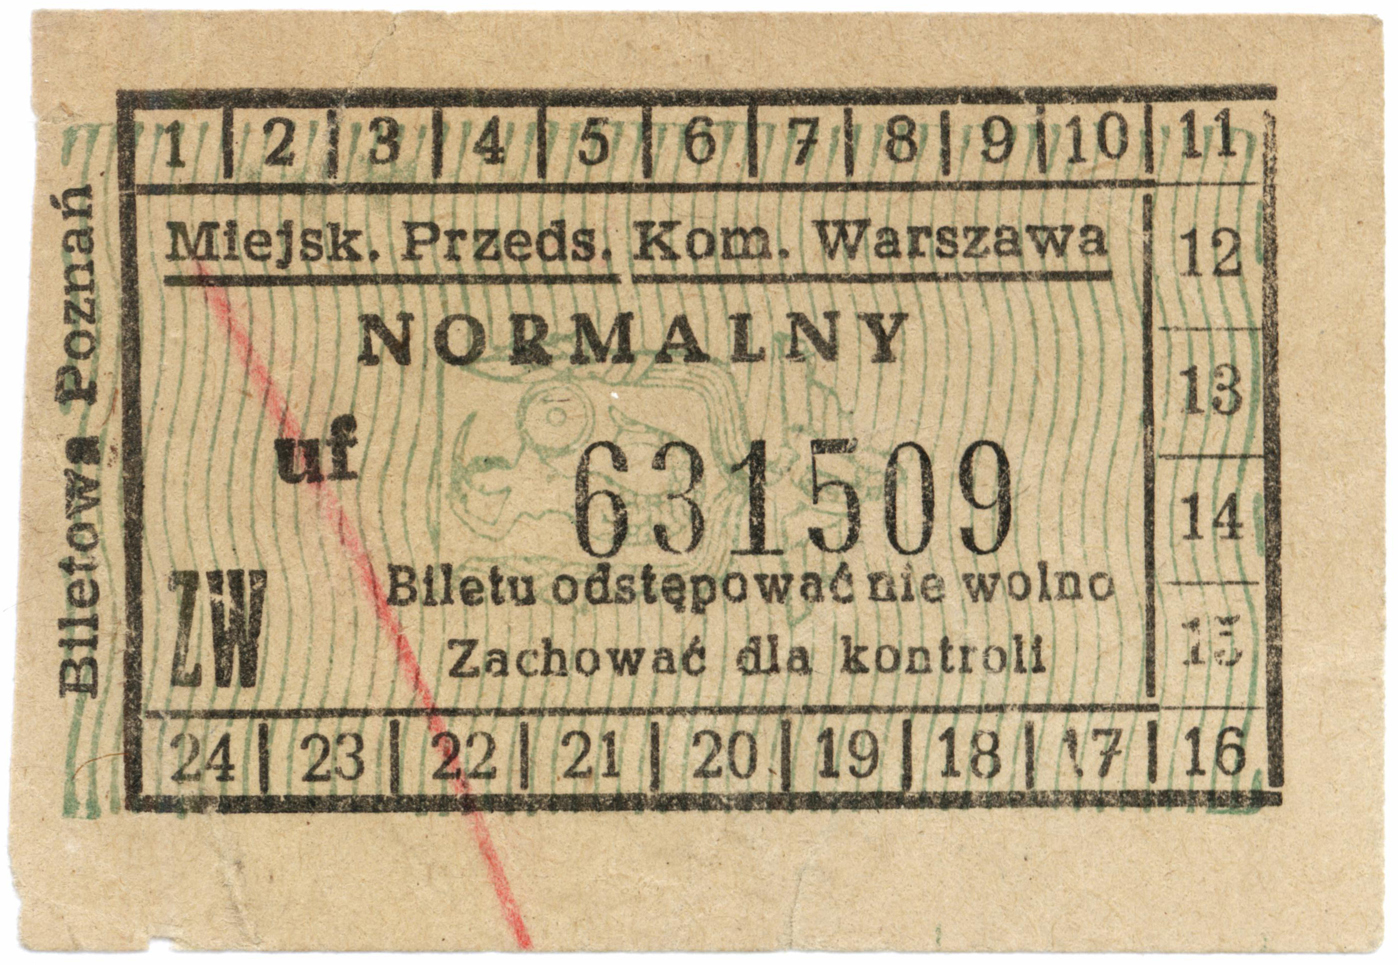 1 2 3 4 5 6 7 8 9 10 11
Miejsk. Przeds. Kom. Warszawa
12
NORMALNY
13
uf 631509
14
Biletu odstępować nie wolno
ZW
Zachować dla kontroli
15
24 23 22 21 20 19 18 17 16
Biletowa Poznań